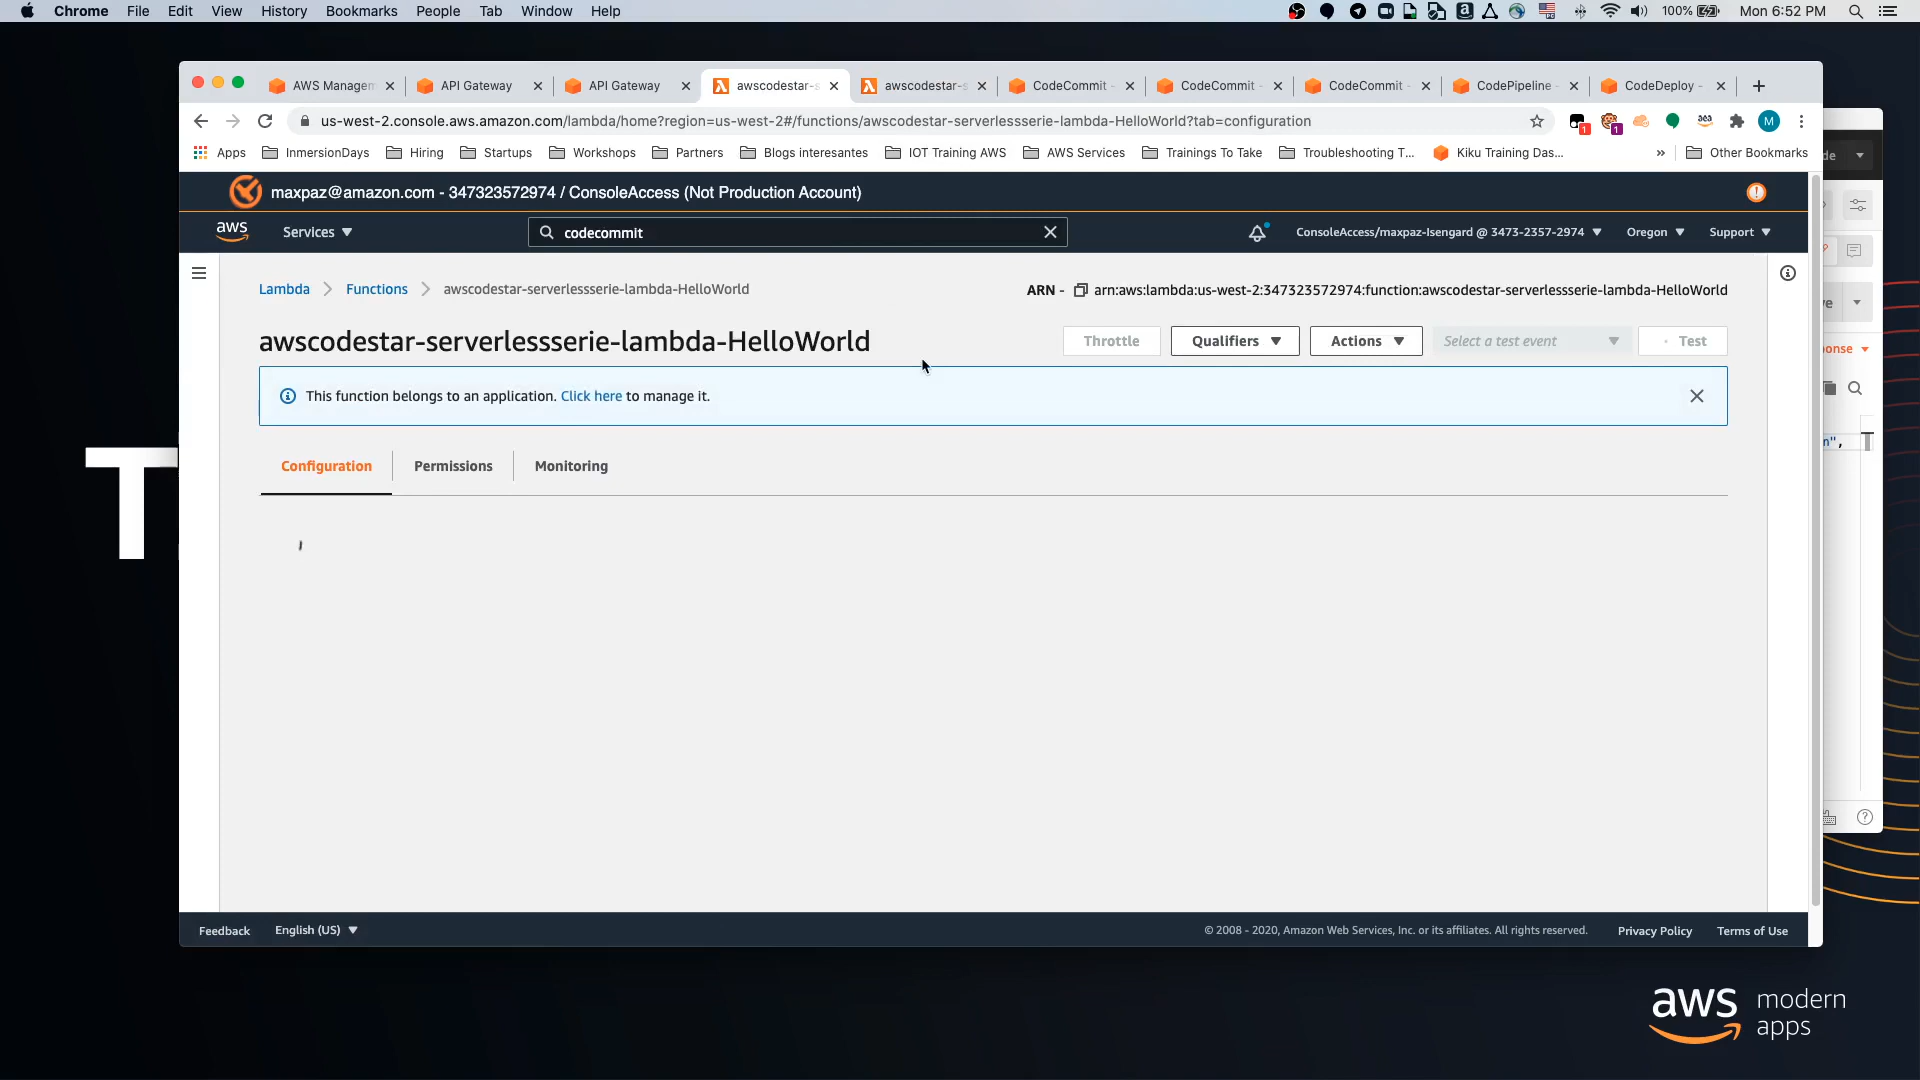 Chrome File Edit View History Bookmarks People Tab Window Help
100% Mon 6:52 PM
AWS Managem API Gateway API Gateway awscodestar-s awscodestar-s CodeCommit - CodeCommit - CodeCommit - CodePipeline - CodeDeploy -
us-west-2.console.aws.amazon.com/lambda/home?region=us-west-2#/functions/awscodestar-serverlessserie-lambda-HelloWorld?tab=configuration
1 1 M
Apps InmersionDays Hiring Startups Workshops Partners Blogs interesantes IOT Training AWS AWS Services Trainings To Take Troubleshooting T... Kiku Training Das... » Other Bookmarks
maxpaz@amazon.com - 347323572974 / ConsoleAccess (Not Production Account)
aws Services codecommit ConsoleAccess/maxpaz-Isengard @ 3473-2357-2974 Oregon Support
Lambda Functions awscodestar-serverlessserie-lambda-HelloWorld
ARN - arn:aws:lambda:us-west-2:347323572974:function:awscodestar-serverlessserie-lambda-HelloWorld
awscodestar-serverlessserie-lambda-HelloWorld
Throttle Qualifiers Actions Select a test event Test
This function belongs to an application. Click here to manage it.
Configuration Permissions Monitoring
T
de
e
onse
n",
Feedback English (US)
© 2008 - 2020, Amazon Web Services, Inc. or its affiliates. All rights reserved. Privacy Policy Terms of Use
aws modern
apps